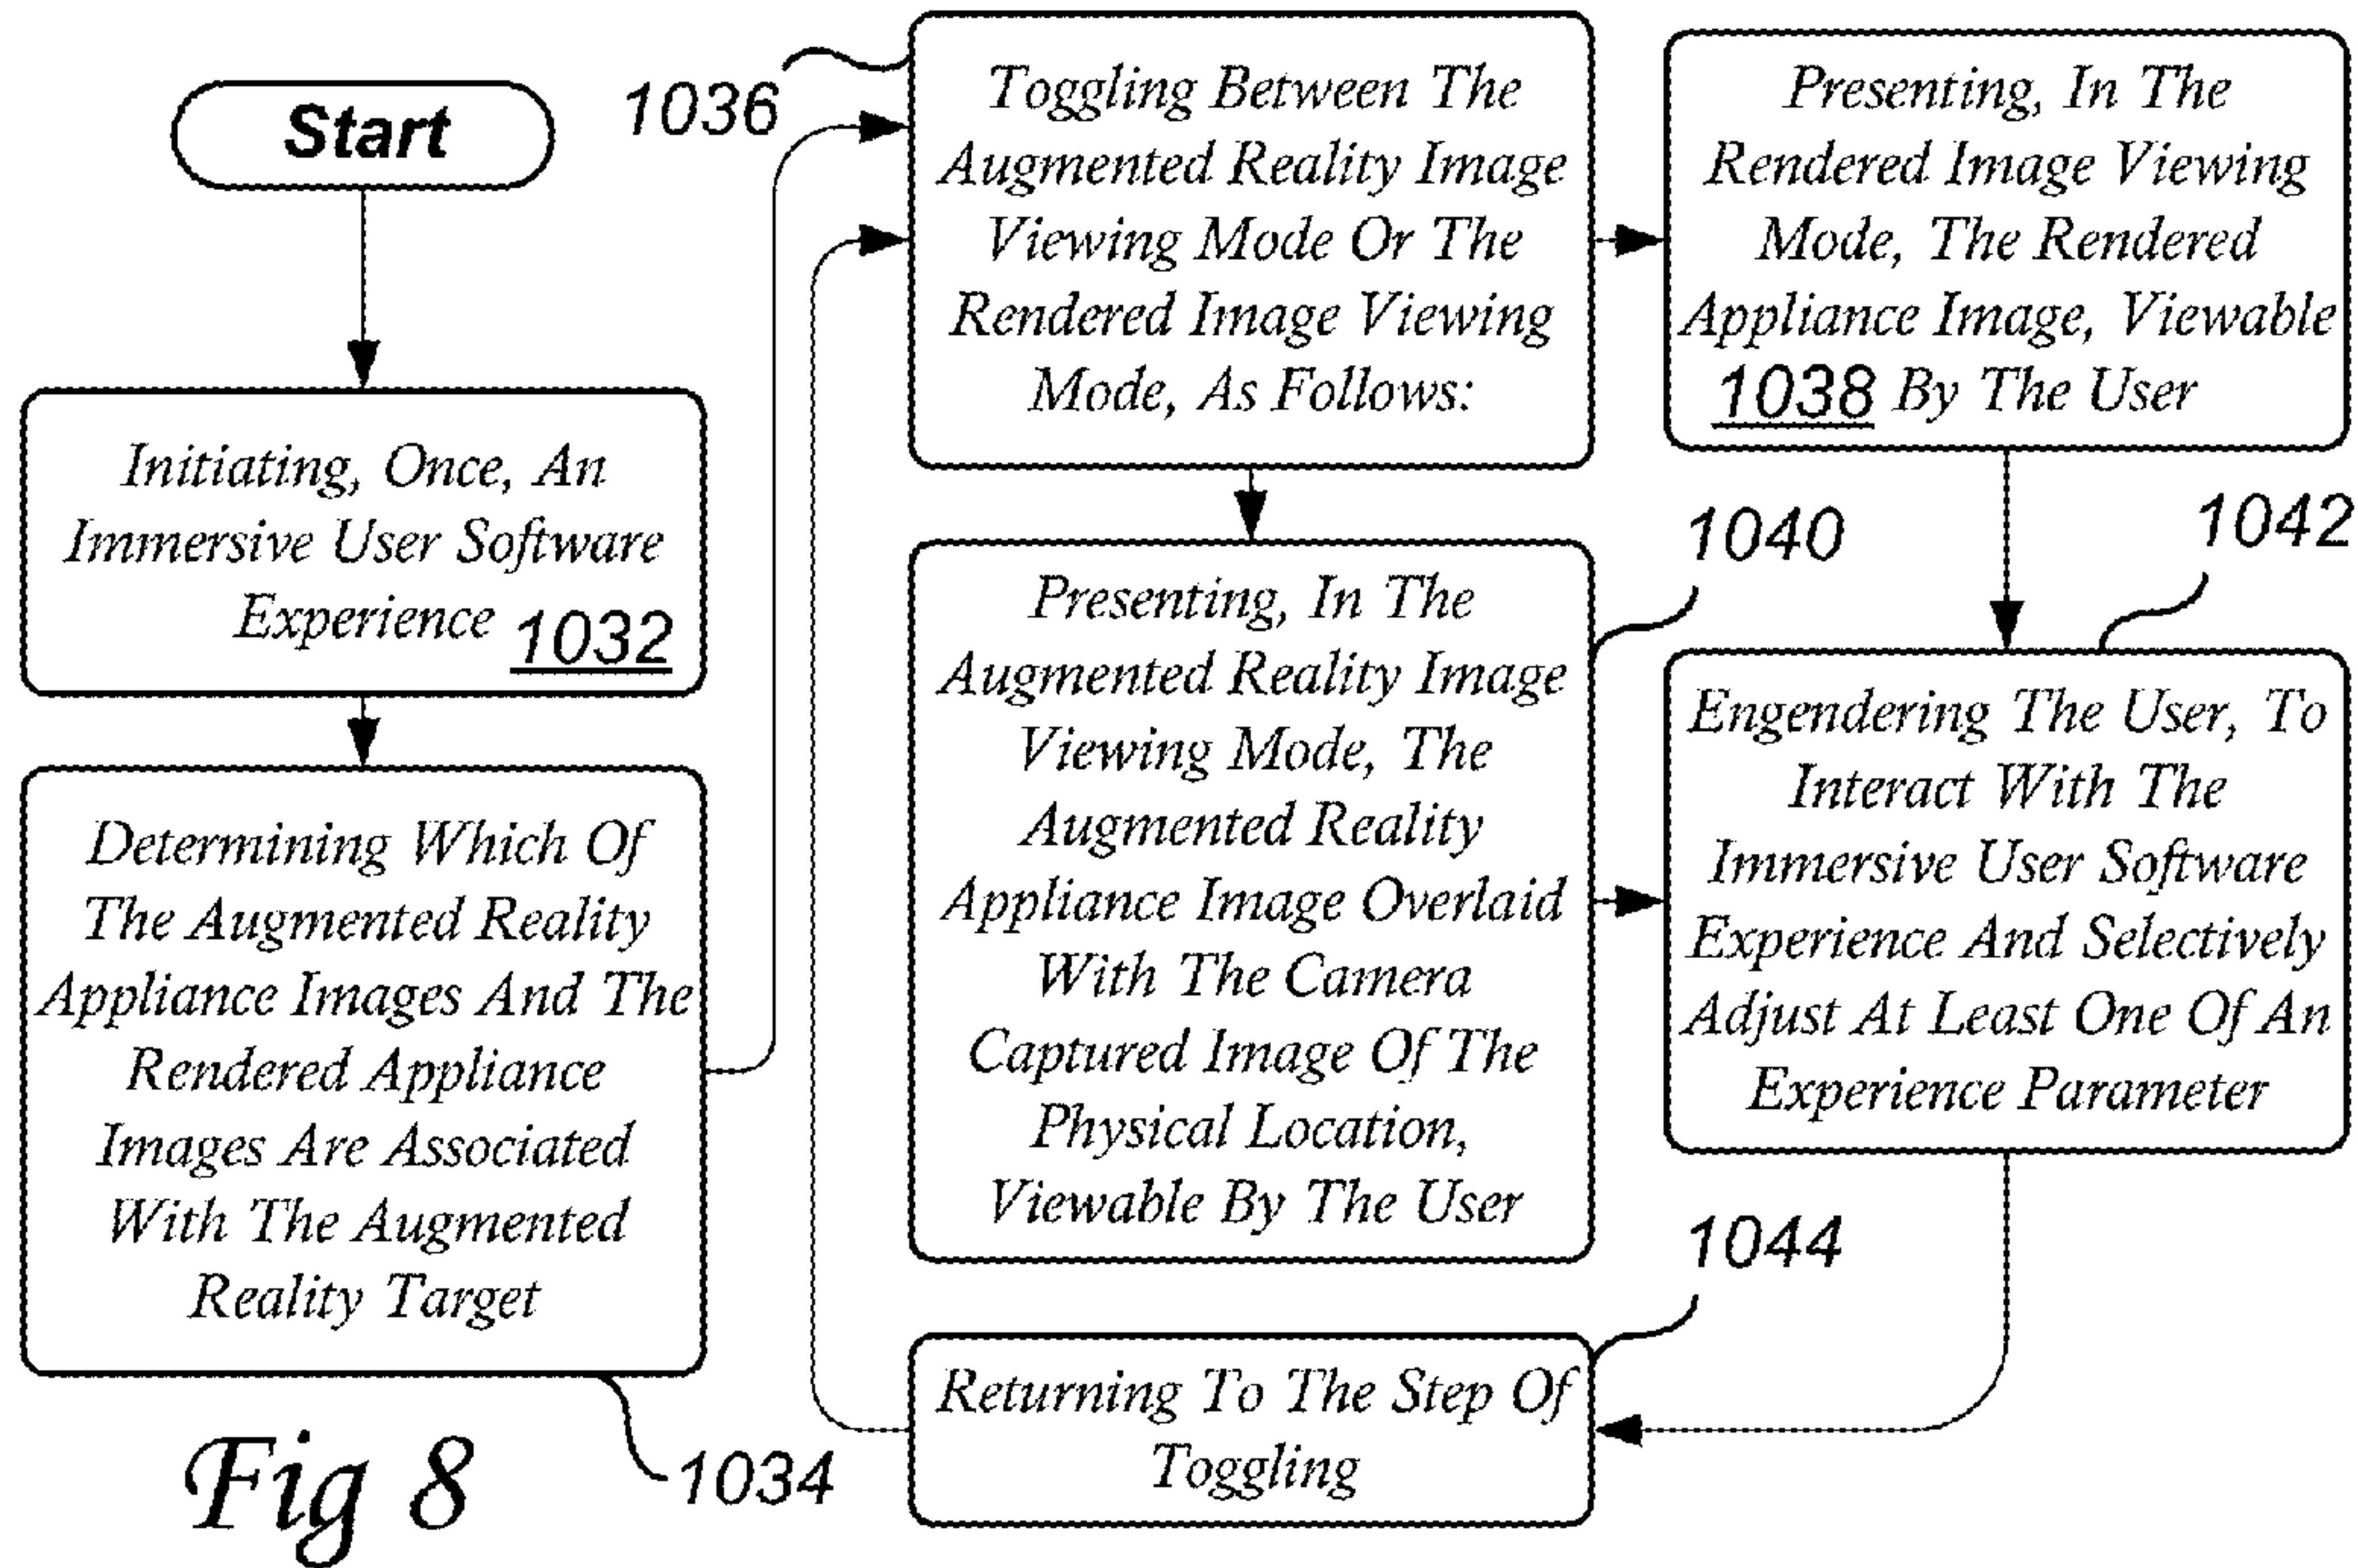 Start
Initiating, Once, An
Immersive User Software
Experience 1032
Determining Which Of
The Augmented Reality
Appliance Images And The
Rendered Appliance
Images Are Associated
With The Augmented
Reality Target
1034
1036
Toggling Between The
Augmented Reality Image
Viewing Mode Or The
Rendered Image Viewing
Mode, As Follows:
Presenting, In The
Rendered Image Viewing
Mode, The Rendered
Appliance Image, Viewable
1038 By The User
1040
Presenting, In The
Augmented Reality Image
Viewing Mode, The
Augmented Reality
Appliance Image Overlaid
With The Camera
Captured Image Of The
Physical Location,
Viewable By The User
1042
Engendering The User, To
Interact With The
Immersive User Software
Experience And Selectively
Adjust At Least One Of An
Experience Parameter
1044
Returning To The Step Of
Toggling
Fig 8